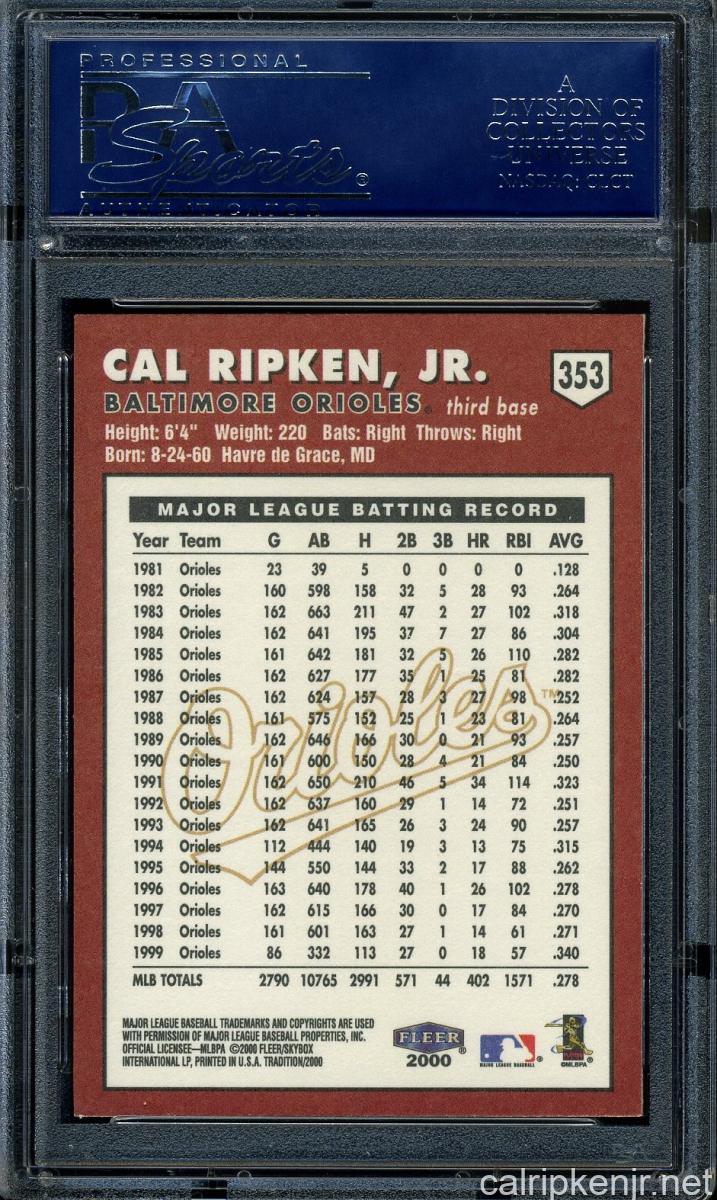 PROFESSIONAL
PSA
Sports®
AUTHENTICATOR
A
DIVISION OF
COLLECTORS
UNIVERSE
NASDAQ: CLCT
CAL RIPKEN, JR.
353
BALTIMORE ORIOLES® third base
Height: 6'4" Weight: 220 Bats: Right Throws: Right
Born: 8-24-60 Havre de Grace, MD
MAJOR LEAGUE BATTING RECORD
Year Team G AB H 2B 3B HR RBI AVG
1981 Orioles 23 39 5 0 0 0 0 .128
1982 Orioles 160 598 158 32 5 28 93 .264
1983 Orioles 162 663 211 47 2 27 102 .318
1984 Orioles 162 641 195 37 7 27 86 .304
1985 Orioles 161 642 181 32 5 26 110 .282
1986 Orioles 162 627 177 35 1 25 81 .282
1987 Orioles 162 624 157 28 3 27 98 .252
1988 Orioles 161 575 152 25 1 23 81 .264
1989 Orioles 162 646 166 30 0 21 93 .257
1990 Orioles 161 600 150 28 4 21 84 .250
1991 Orioles 162 650 210 46 5 34 114 .323
1992 Orioles 162 637 160 29 1 14 72 .251
1993 Orioles 162 641 165 26 3 24 90 .257
1994 Orioles 112 444 140 19 3 13 75 .315
1995 Orioles 144 550 144 33 2 17 88 .262
1996 Orioles 163 640 178 40 1 26 102 .278
1997 Orioles 162 615 166 30 0 17 84 .270
1998 Orioles 161 601 163 27 1 14 61 .271
1999 Orioles 86 332 113 27 0 18 57 .340
MLB TOTALS 2790 10765 2991 571 44 402 1571 .278
Orioles™
MAJOR LEAGUE BASEBALL TRADEMARKS AND COPYRIGHTS ARE USED
WITH PERMISSION OF MAJOR LEAGUE BASEBALL PROPERTIES, INC.
OFFICIAL LICENSEE—MLBPA ©2000 FLEER/SKYBOX
INTERNATIONAL LP, PRINTED IN U.S.A. TRADITION/2000
FLEER®
2000
MAJOR LEAGUE BASEBALL®
©MLBPA
calripkenjr.net